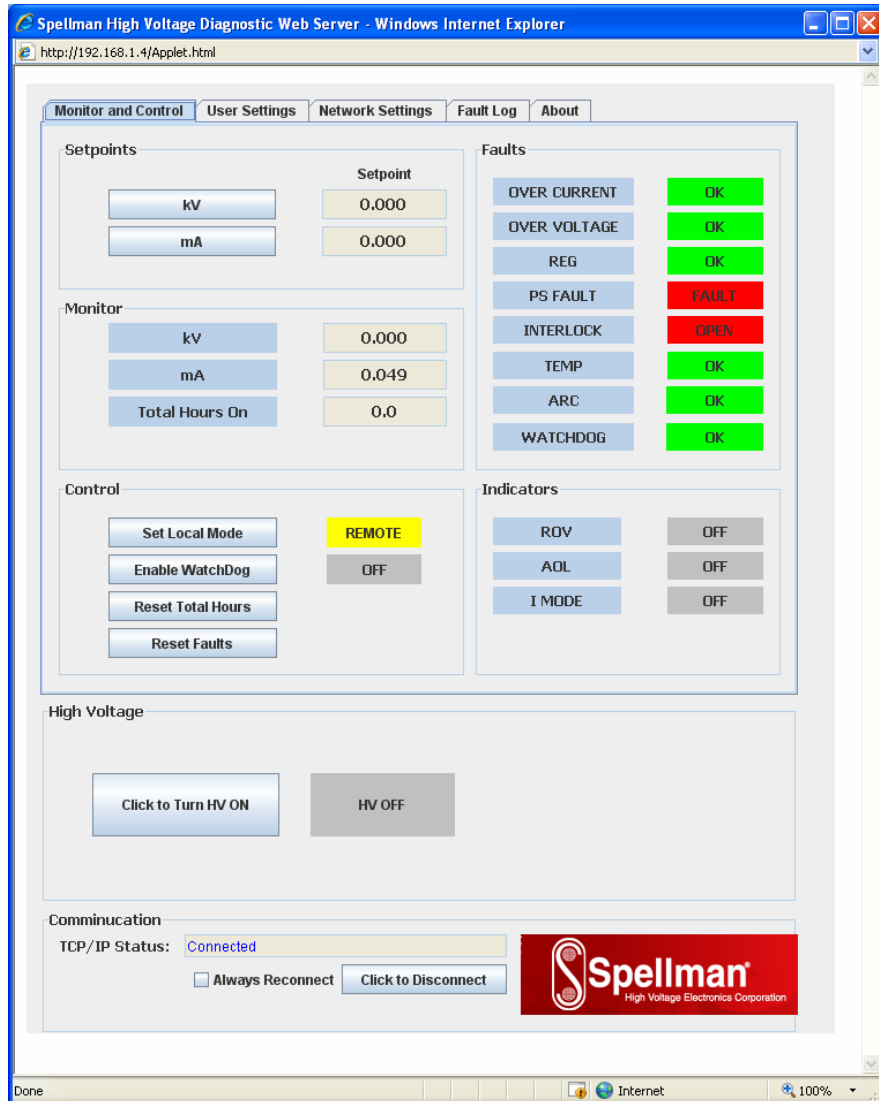 Spellman High Voltage Diagnostic Web Server - Windows Internet Explorer
http://192.168.1.4/Applet.html
Monitor and Control User Settings Network Settings Fault Log About
Setpoints
Setpoint
kV 0.000
mA 0.000
Monitor
kV 0.000
mA 0.049
Total Hours On 0.0
Faults
OVER CURRENT OK
OVER VOLTAGE OK
REG OK
PS FAULT FAULT
INTERLOCK OPEN
TEMP OK
ARC OK
WATCHDOG OK
Control
Set Local Mode REMOTE
Enable WatchDog OFF
Reset Total Hours
Reset Faults
Indicators
ROV OFF
AOL OFF
I MODE OFF
High Voltage
Click to Turn HV ON HV OFF
Comminucation
TCP/IP Status: Connected
Always Reconnect Click to Disconnect
Spellman®
High Voltage Electronics Corporation
Done Internet 100%